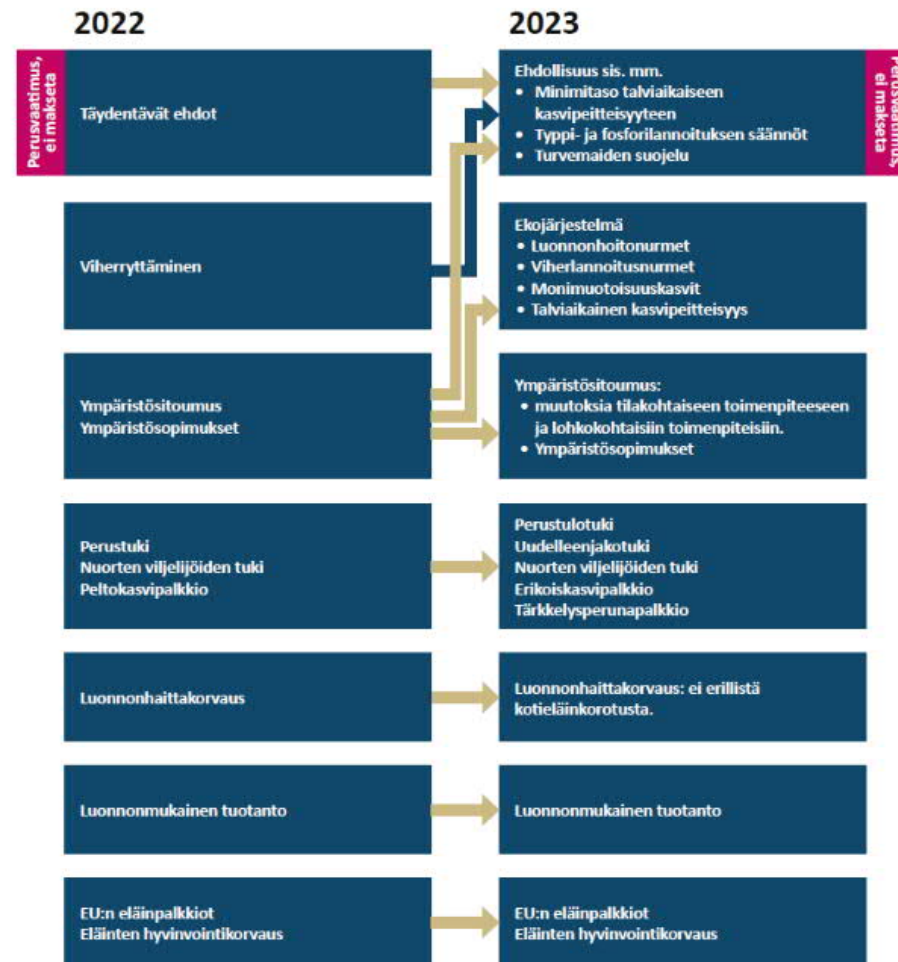 2022
2023
Perusvaatimus,
ei makseta
Täydentävät ehdot
Ehdollisuus sis. mm.
• Minimitaso talviaikaiseen
kasvipeitteisyyteen
• Typpi- ja fosforilannoituksen säännöt
• Turvemaiden suojelu
Perusvaatimus,
ei makseta
Viherryttäminen
Ekojärjestelmä
• Luonnonhoitonurmet
• Viherlannoitusnurmet
• Monimuotoisuuskasvit
• Talviaikainen kasvipeitteisyys
Ympäristösitoumus
Ympäristösopimukset
Ympäristösitoumus:
• muutoksia tilakohtaiseen toimenpiteeseen
ja lohkokohtaisiin toimenpiteisiin.
• Ympäristösopimukset
Perustuki
Nuorten viljelijöiden tuki
Peltokasvipalkkio
Perustulotuki
Uudelleenjakotuki
Nuorten viljelijöiden tuki
Erikoiskasvipalkkio
Tärkkelysperunapalkkio
Luonnonhaittakorvaus
Luonnonhaittakorvaus: ei erillistä
kotieläinkorotusta.
Luonnonmukainen tuotanto
Luonnonmukainen tuotanto
EU:n eläinpalkkiot
Eläinten hyvinvointikorvaus
EU:n eläinpalkkiot
Eläinten hyvinvointikorvaus